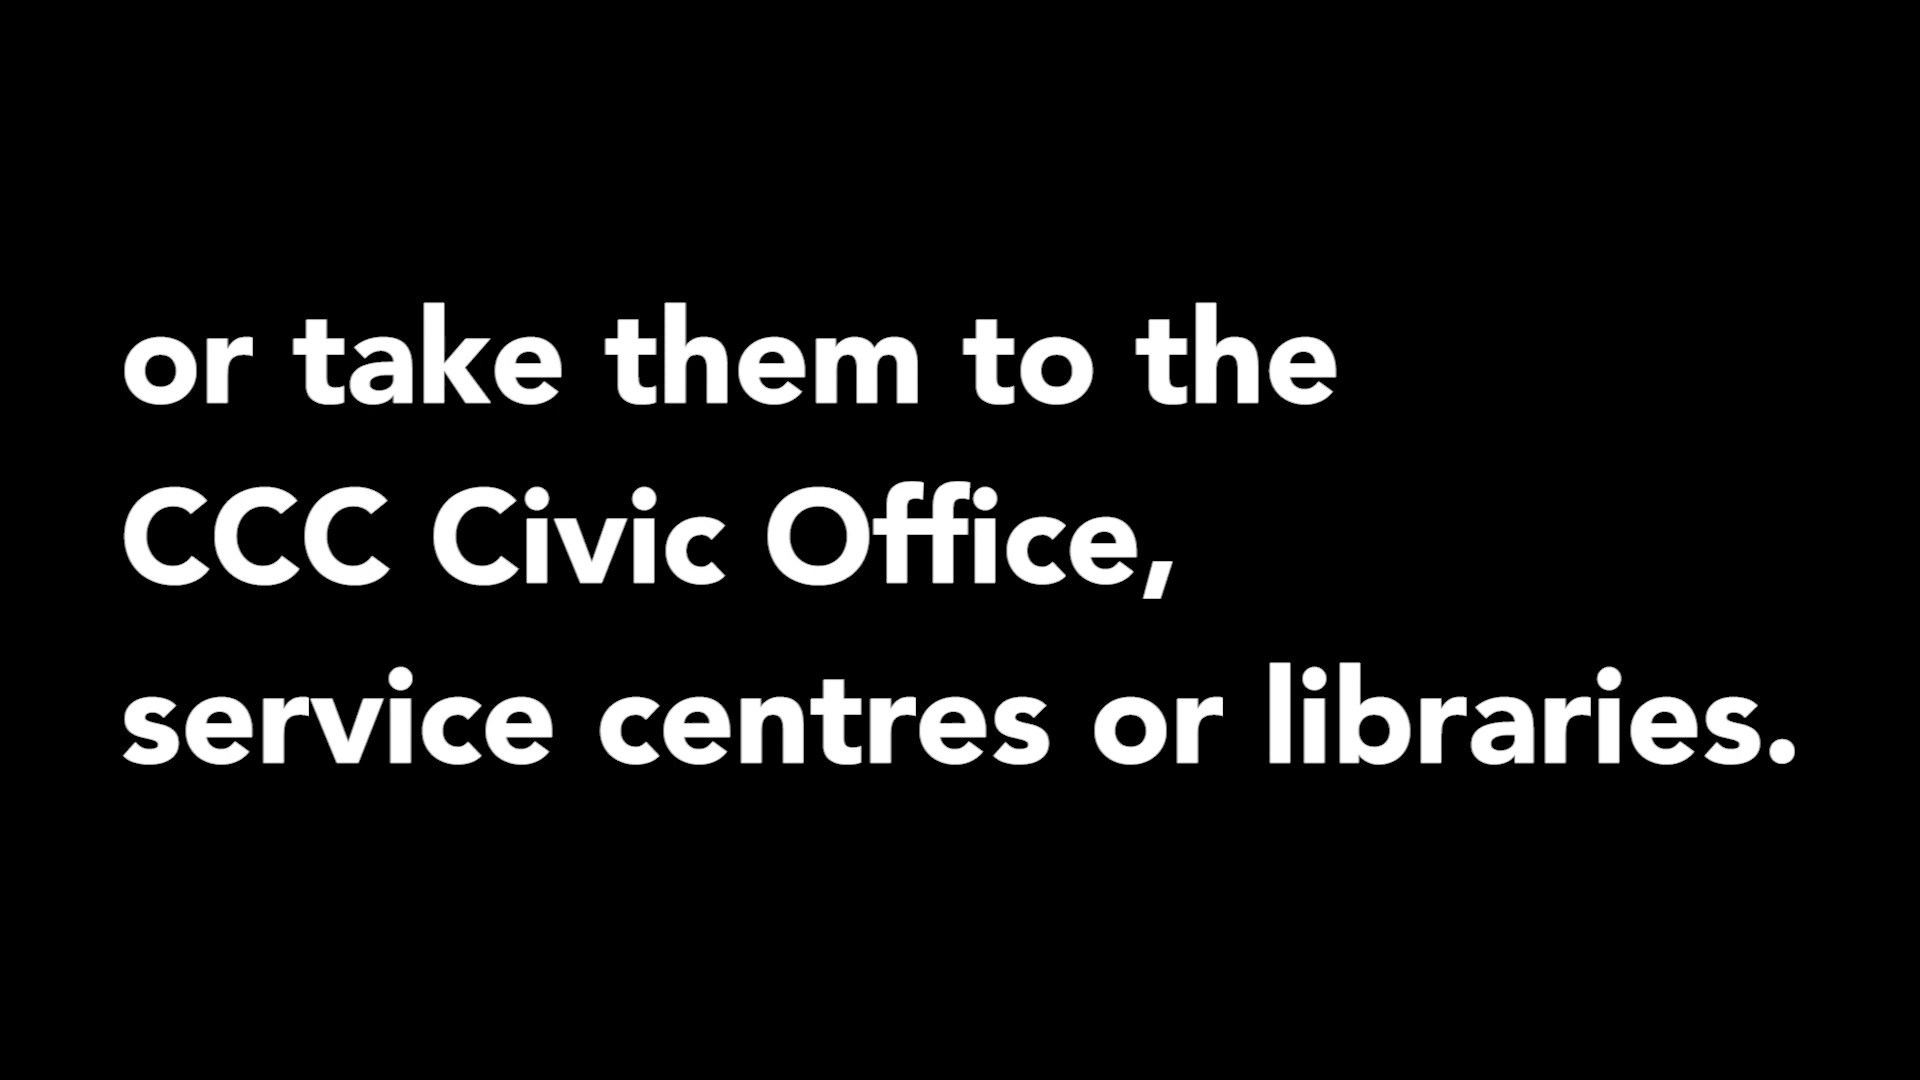 or take them to the
CCC Civic Office,
service centres or libraries.